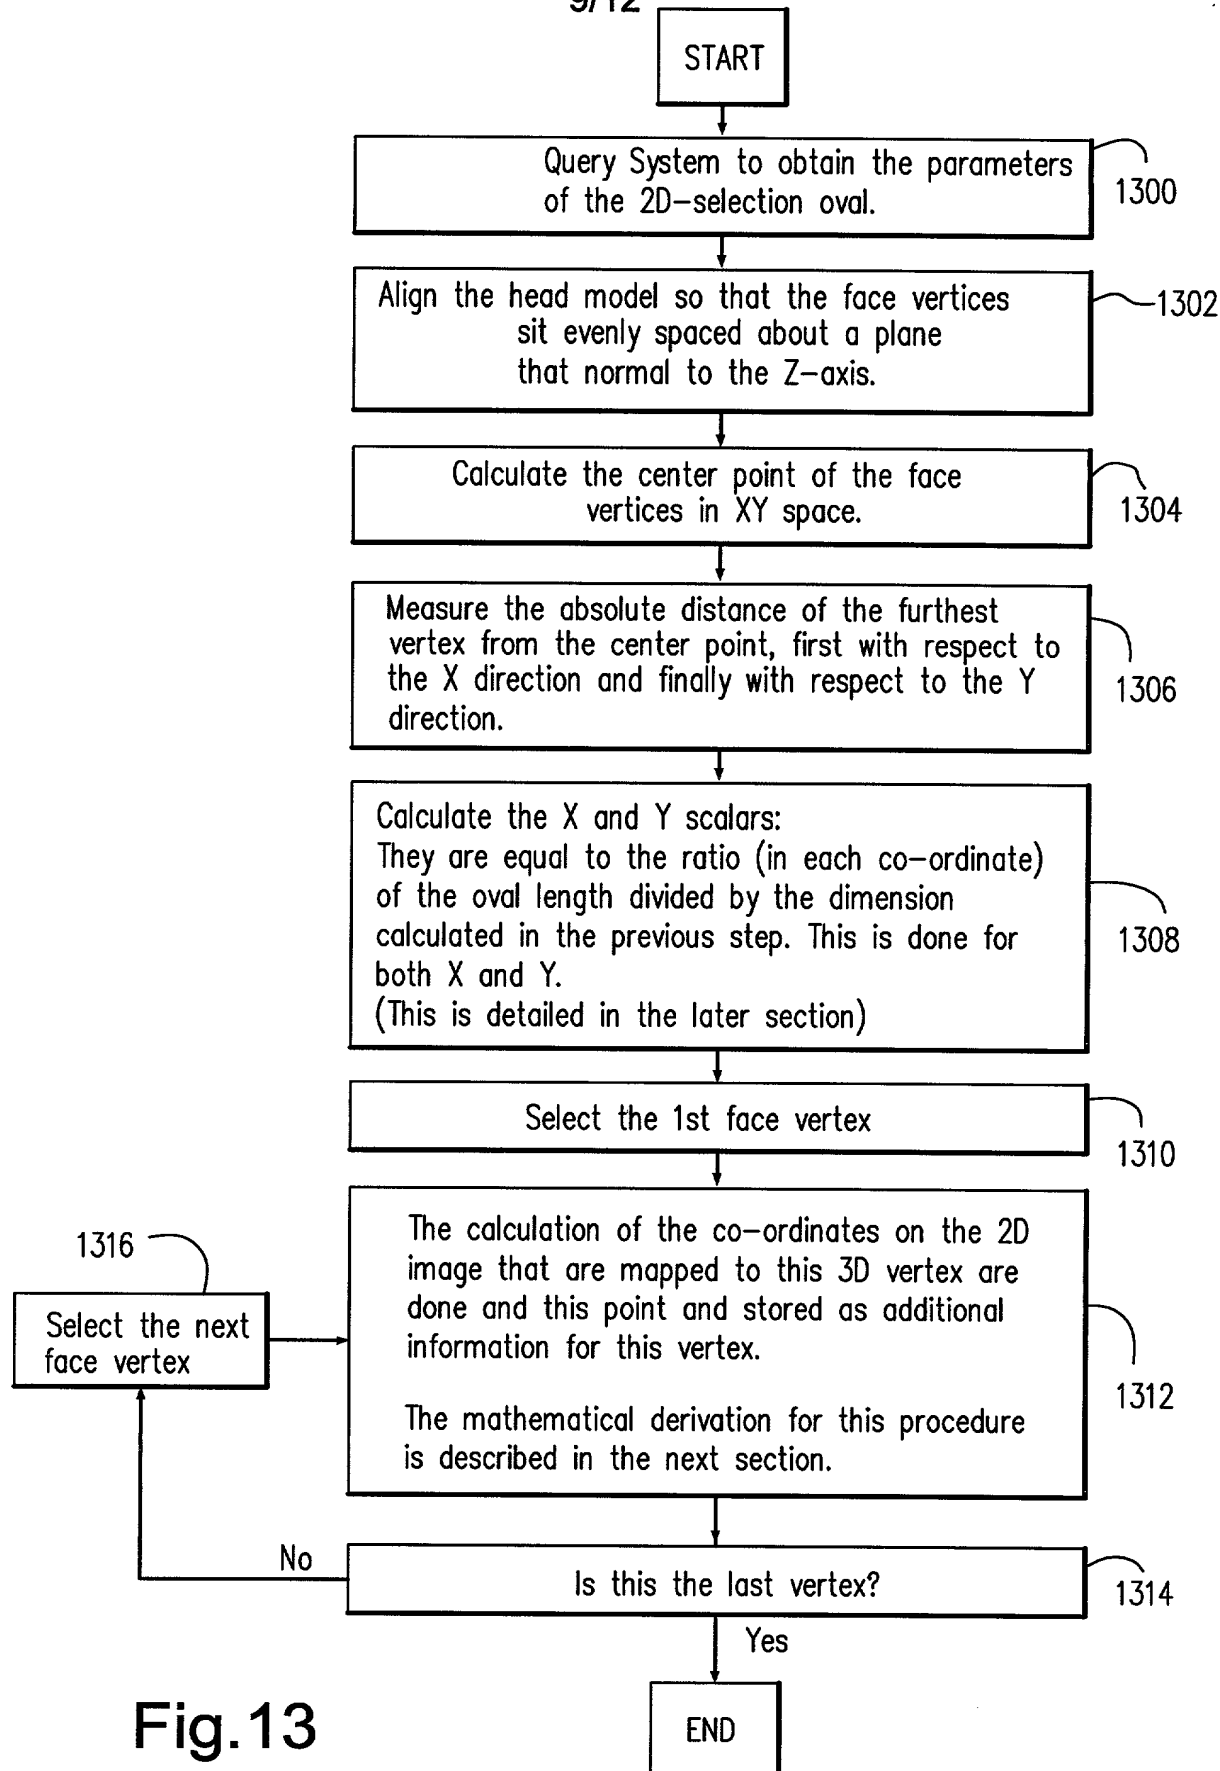 9/12
START
Query System to obtain the parameters
of the 2D-selection oval.
1300
Align the head model so that the face vertices
sit evenly spaced about a plane
that normal to the Z-axis.
1302
Calculate the center point of the face
vertices in XY space.
1304
Measure the absolute distance of the furthest
vertex from the center point, first with respect to
the X direction and finally with respect to the Y
direction.
1306
Calculate the X and Y scalars:
They are equal to the ratio (in each co-ordinate)
of the oval length divided by the dimension
calculated in the previous step. This is done for
both X and Y.
(This is detailed in the later section)
1308
Select the 1st face vertex
1310
The calculation of the co-ordinates on the 2D
image that are mapped to this 3D vertex are
done and this point and stored as additional
information for this vertex.
The mathematical derivation for this procedure
is described in the next section.
1312
1316
Select the next
face vertex
No
Is this the last vertex?
1314
Yes
END
Fig.13